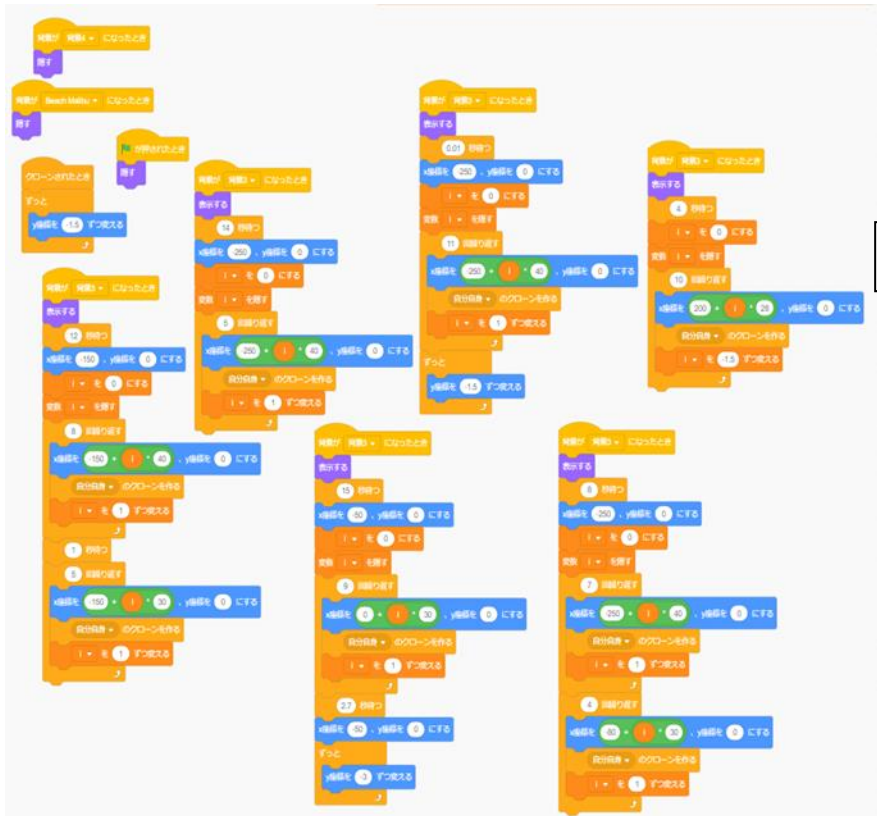 背景が 背景4 になったとき
隠す
背景が Beach Malibu になったとき
隠す
が押されたとき
隠す
クローンされたとき
ずっと
y座標を -1.5 ずつ変える
背景が 背景3 になったとき
表示する
12 秒待つ
x座標を -150 、y座標を 0 にする
i を 0 にする
変数 i を隠す
8 回繰り返す
x座標を -150 + i * 40 、y座標を 0 にする
自分自身 のクローンを作る
i を 1 ずつ変える
1 秒待つ
5 回繰り返す
x座標を -150 + i * 30 、y座標を 0 にする
自分自身 のクローンを作る
i を 1 ずつ変える
背景が 背景3 になったとき
表示する
14 秒待つ
x座標を -250 、y座標を 0 にする
i を 0 にする
変数 i を隠す
5 回繰り返す
x座標を -250 + i * 40 、y座標を 0 にする
自分自身 のクローンを作る
i を 1 ずつ変える
背景が 背景3 になったとき
表示する
0.01 秒待つ
x座標を -250 、y座標を 0 にする
i を 0 にする
変数 i を隠す
11 回繰り返す
x座標を -250 + i * 40 、y座標を 0 にする
自分自身 のクローンを作る
i を 1 ずつ変える
ずっと
y座標を -1.5 ずつ変える
背景が 背景3 になったとき
表示する
4 秒待つ
i を 0 にする
変数 i を隠す
10 回繰り返す
x座標を 200 + i * 28 、y座標を 0 にする
自分自身 のクローンを作る
i を -1.5 ずつ変える
背景が 背景3 になったとき
表示する
15 秒待つ
x座標を -50 、y座標を 0 にする
i を 0 にする
変数 i を隠す
9 回繰り返す
x座標を 0 + i * 30 、y座標を 0 にする
自分自身 のクローンを作る
i を 1 ずつ変える
2.7 秒待つ
x座標を -50 、y座標を 0 にする
ずっと
y座標を -3 ずつ変える
背景が 背景3 になったとき
表示する
8 秒待つ
x座標を -250 、y座標を 0 にする
i を 0 にする
変数 i を隠す
7 回繰り返す
x座標を -250 + i * 40 、y座標を 0 にする
自分自身 のクローンを作る
i を 1 ずつ変える
4 回繰り返す
x座標を -80 + i * 30 、y座標を 0 にする
自分自身 のクローンを作る
i を 1 ずつ変える